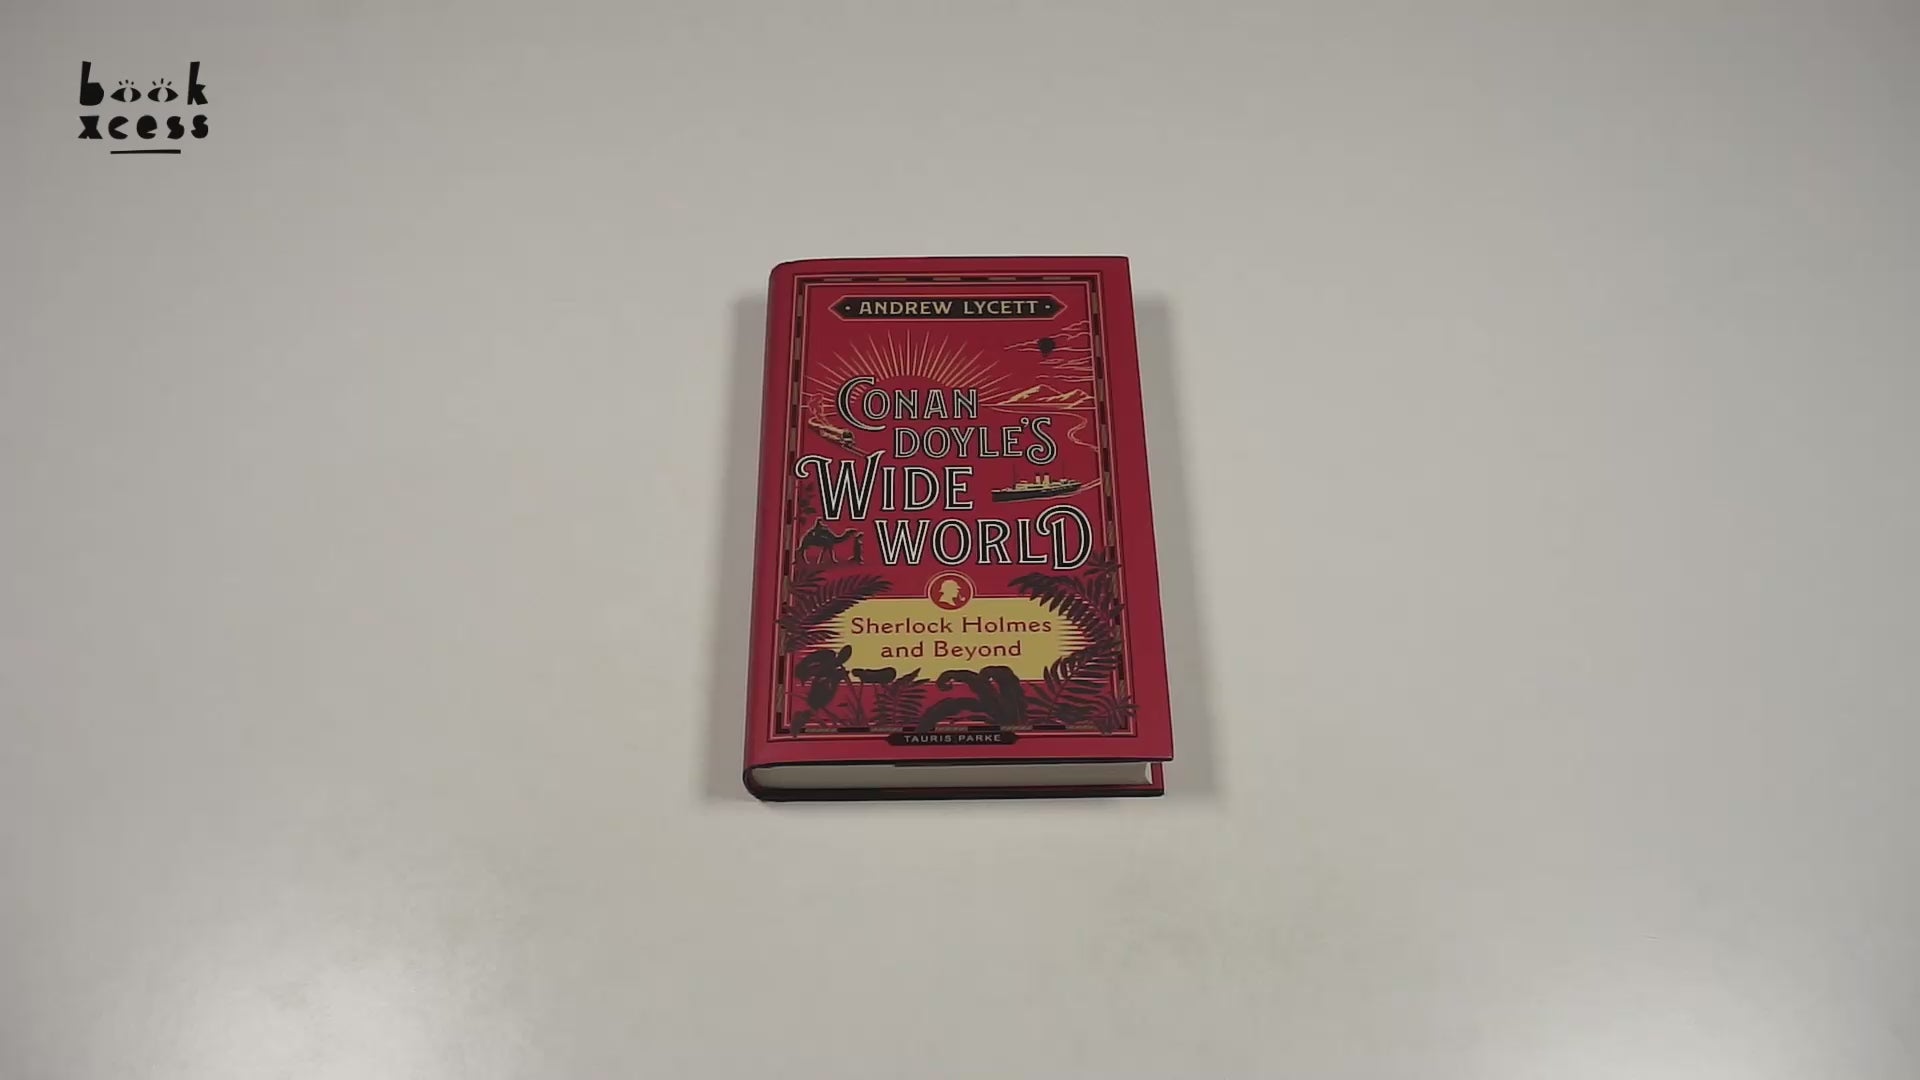 book
xcess
ANDREW LYCETT
CONAN
DOYLE'S
WIDE
WORLD
Sherlock Holmes
and Beyond
TAURIS PARKE